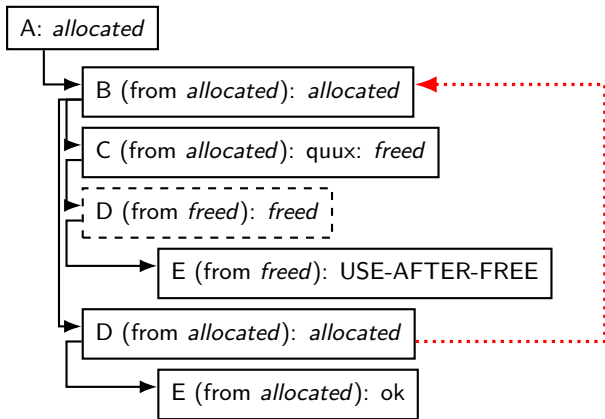 A: allocated
B (from allocated): allocated
C (from allocated): quux: freed
D (from freed): freed
E (from freed): USE-AFTER-FREE
D (from allocated): allocated
E (from allocated): ok